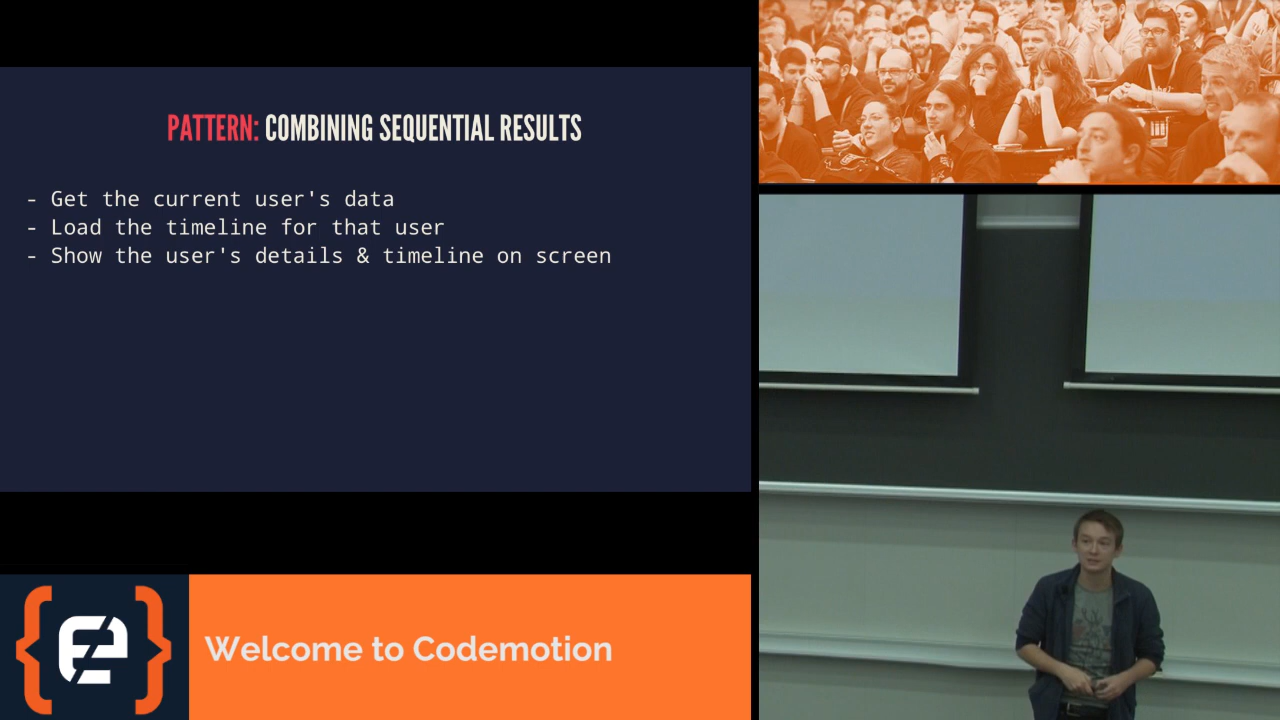 PATTERN: COMBINING SEQUENTIAL RESULTS
- Get the current user's data
- Load the timeline for that user
- Show the user's details & timeline on screen
Welcome to Codemotion